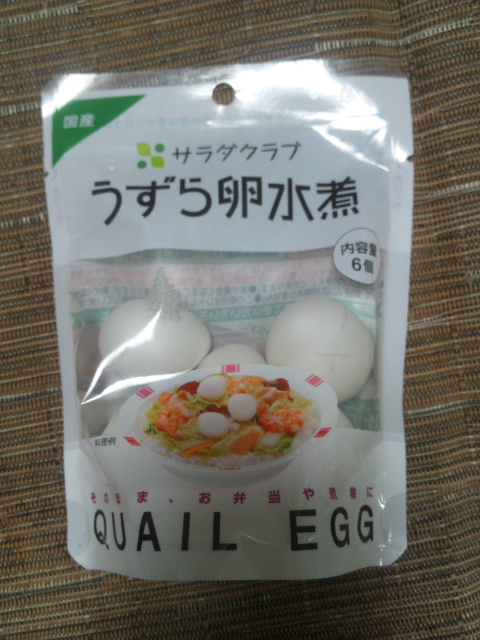 国産
サラダクラブ
うずら卵水煮
内容量
6個
料理例
そのまま、お弁当や煮物に
QUAIL EGG